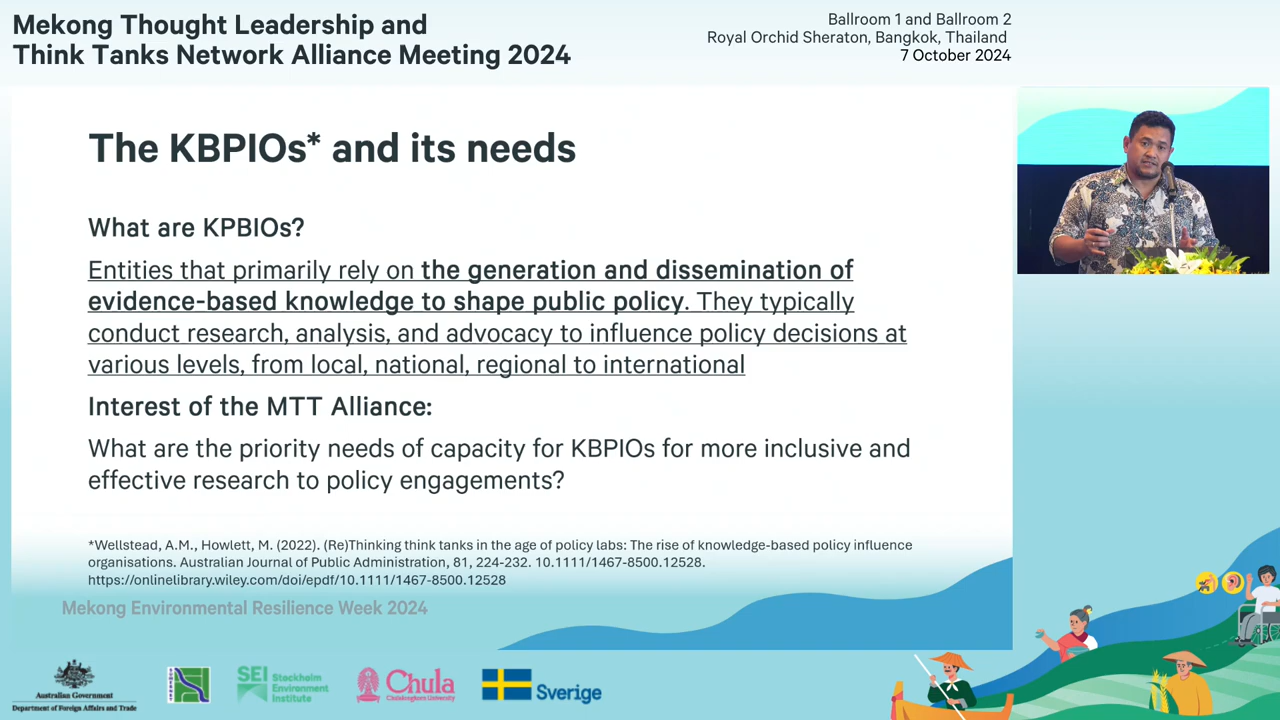 Mekong Thought Leadership and
Think Tanks Network Alliance Meeting 2024
Ballroom 1 and Ballroom 2
Royal Orchid Sheraton, Bangkok, Thailand
7 October 2024
The KBPIOs* and its needs
What are KPBIOs?
Entities that primarily rely on the generation and dissemination of
evidence-based knowledge to shape public policy. They typically
conduct research, analysis, and advocacy to influence policy decisions at
various levels, from local, national, regional to international
Interest of the MTT Alliance:
What are the priority needs of capacity for KBPIOs for more inclusive and
effective research to policy engagements?
*Wellstead, A.M., Howlett, M. (2022). (Re)Thinking think tanks in the age of policy labs: The rise of knowledge-based policy influence
organisations. Australian Journal of Public Administration, 81, 224-232. 10.1111/1467-8500.12528.
https://onlinelibrary.wiley.com/doi/epdf/10.1111/1467-8500.12528
Mekong Environmental Resilience Week 2024
Australian Government
Department of Foreign Affairs and Trade
SEI Stockholm
Environment
Institute
Chula
Chulalongkorn University
Sverige